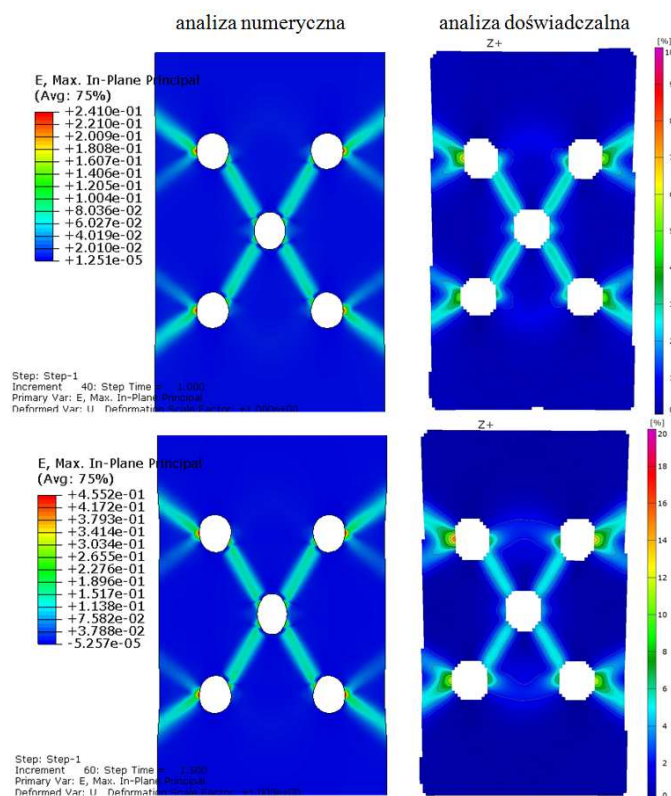 analiza numeryczna
analiza doświadczalna
E, Max. In-Plane Principal
(Avg: 75%)
+2.410e-01
+2.210e-01
+2.009e-01
+1.808e-01
+1.607e-01
+1.406e-01
+1.205e-01
+1.004e-01
+8.036e-02
+6.027e-02
+4.019e-02
+2.010e-02
+1.251e-05
Step: Step-1
Increment 40: Step Time = 1.000
Primary Var: E, Max. In-Plane Principal
Deformed Var: U Deformation Scale Factor: +1.000e+00
Z+
[%]
E, Max. In-Plane Principal
(Avg: 75%)
+4.552e-01
+4.172e-01
+3.793e-01
+3.414e-01
+3.034e-01
+2.655e-01
+2.276e-01
+1.896e-01
+1.517e-01
+1.138e-01
+7.582e-02
+3.788e-02
-5.257e-05
Step: Step-1
Increment 60: Step Time = 1.500
Primary Var: E, Max. In-Plane Principal
Z+
[%]
20
18
16
14
12
10
8
6
4
2
0